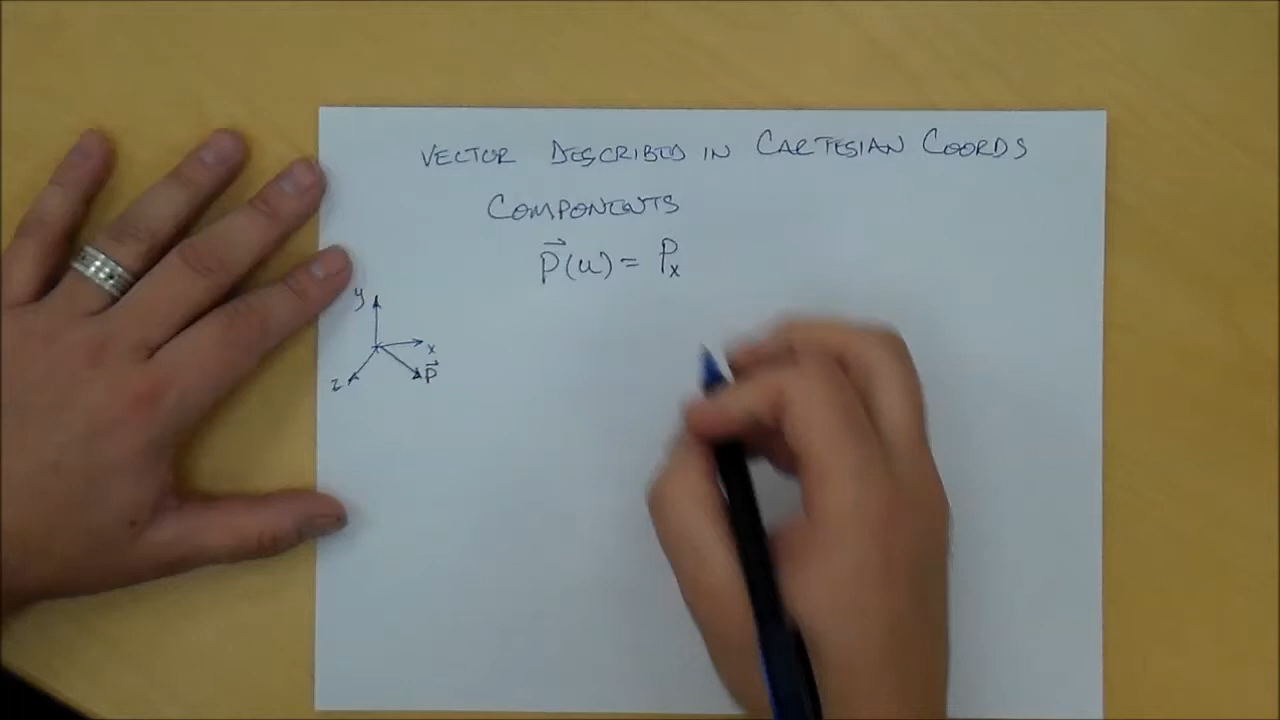 VECTOR DESCRIBED IN CARTESIAN COORDS
COMPONENTS
P⃗(u) = Pₓ
y
x
P⃗
z